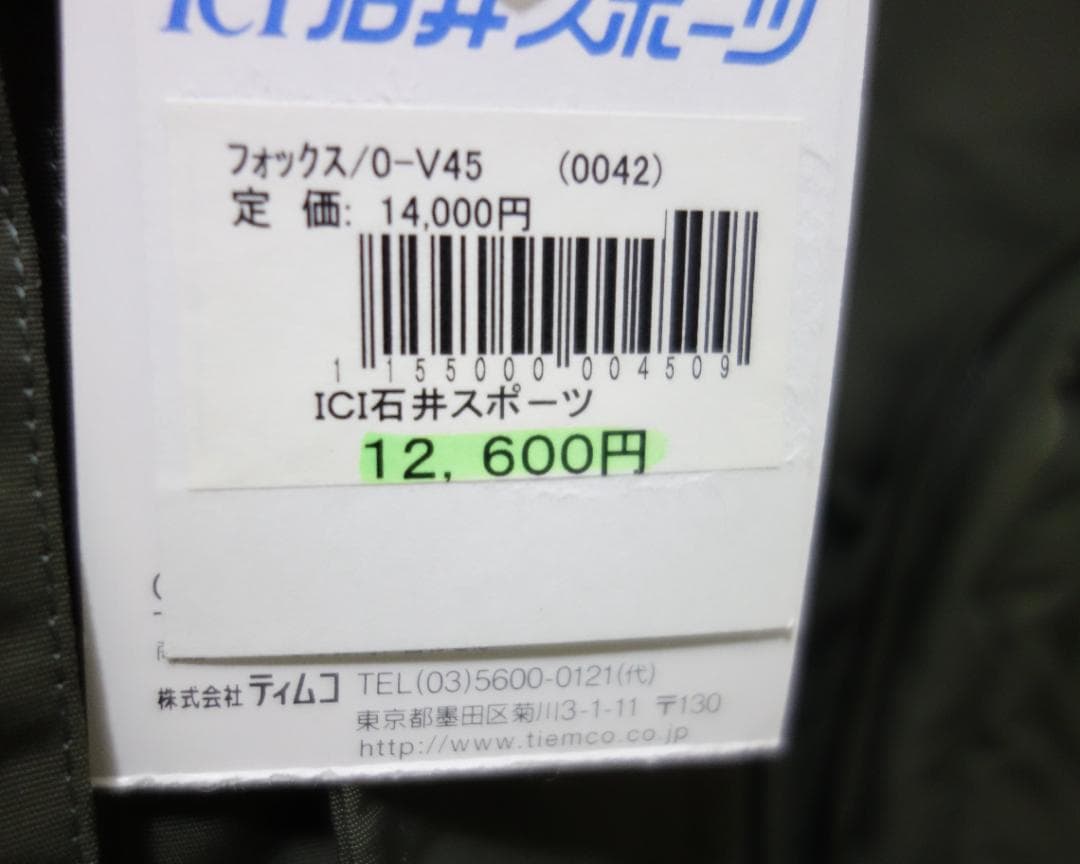 ICI石井スポーツ
フォックス/O-V45 (0042)
定 価: 14,000円
1 155000 004509
ICI石井スポーツ
12,600円
株式会社 ティムコ TEL(03)5600-0121(代)
東京都墨田区菊川3-1-11 〒130
http://www.tiemco.co.jp